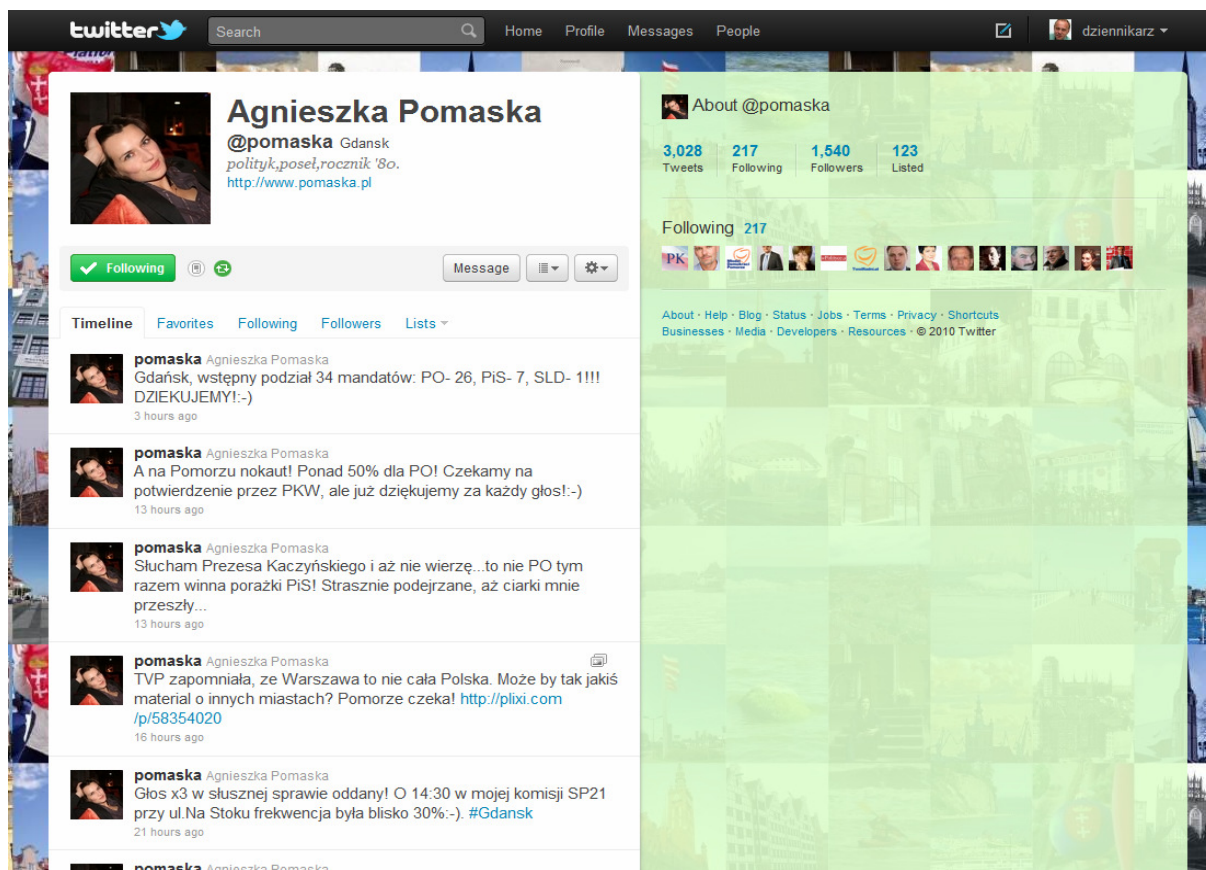 twitter
Search
Home Profile Messages People
dziennikarz
Agnieszka Pomaska
@pomaska Gdansk
polityk,poseł,rocznik '80.
http://www.pomaska.pl
Following
Message
Timeline Favorites Following Followers Lists
pomaska Agnieszka Pomaska
Gdańsk, wstępny podział 34 mandatów: PO- 26, PiS- 7, SLD- 1!!!
DZIEKUJEMY!:-)
3 hours ago
pomaska Agnieszka Pomaska
A na Pomorzu nokaut! Ponad 50% dla PO! Czekamy na
potwierdzenie przez PKW, ale już dziękujemy za każdy głos!:-)
13 hours ago
pomaska Agnieszka Pomaska
Słucham Prezesa Kaczyńskiego i aż nie wierzę...to nie PO tym
razem winna porażki PiS! Strasznie podejrzane, aż ciarki mnie
przeszły...
13 hours ago
pomaska Agnieszka Pomaska
TVP zapomniała, ze Warszawa to nie cała Polska. Może by tak jakiś
material o innych miastach? Pomorze czeka! http://plixi.com
/p/58354020
16 hours ago
pomaska Agnieszka Pomaska
Głos x3 w słusznej sprawie oddany! O 14:30 w mojej komisji SP21
przy ul.Na Stoku frekwencja była blisko 30%:-). #Gdansk
21 hours ago
pomaska Agnieszka Pomaska
About @pomaska
3,028 217 1,540 123
Tweets Following Followers Listed
Following 217
PK
About · Help · Blog · Status · Jobs · Terms · Privacy · Shortcuts
Businesses · Media · Developers · Resources · © 2010 Twitter